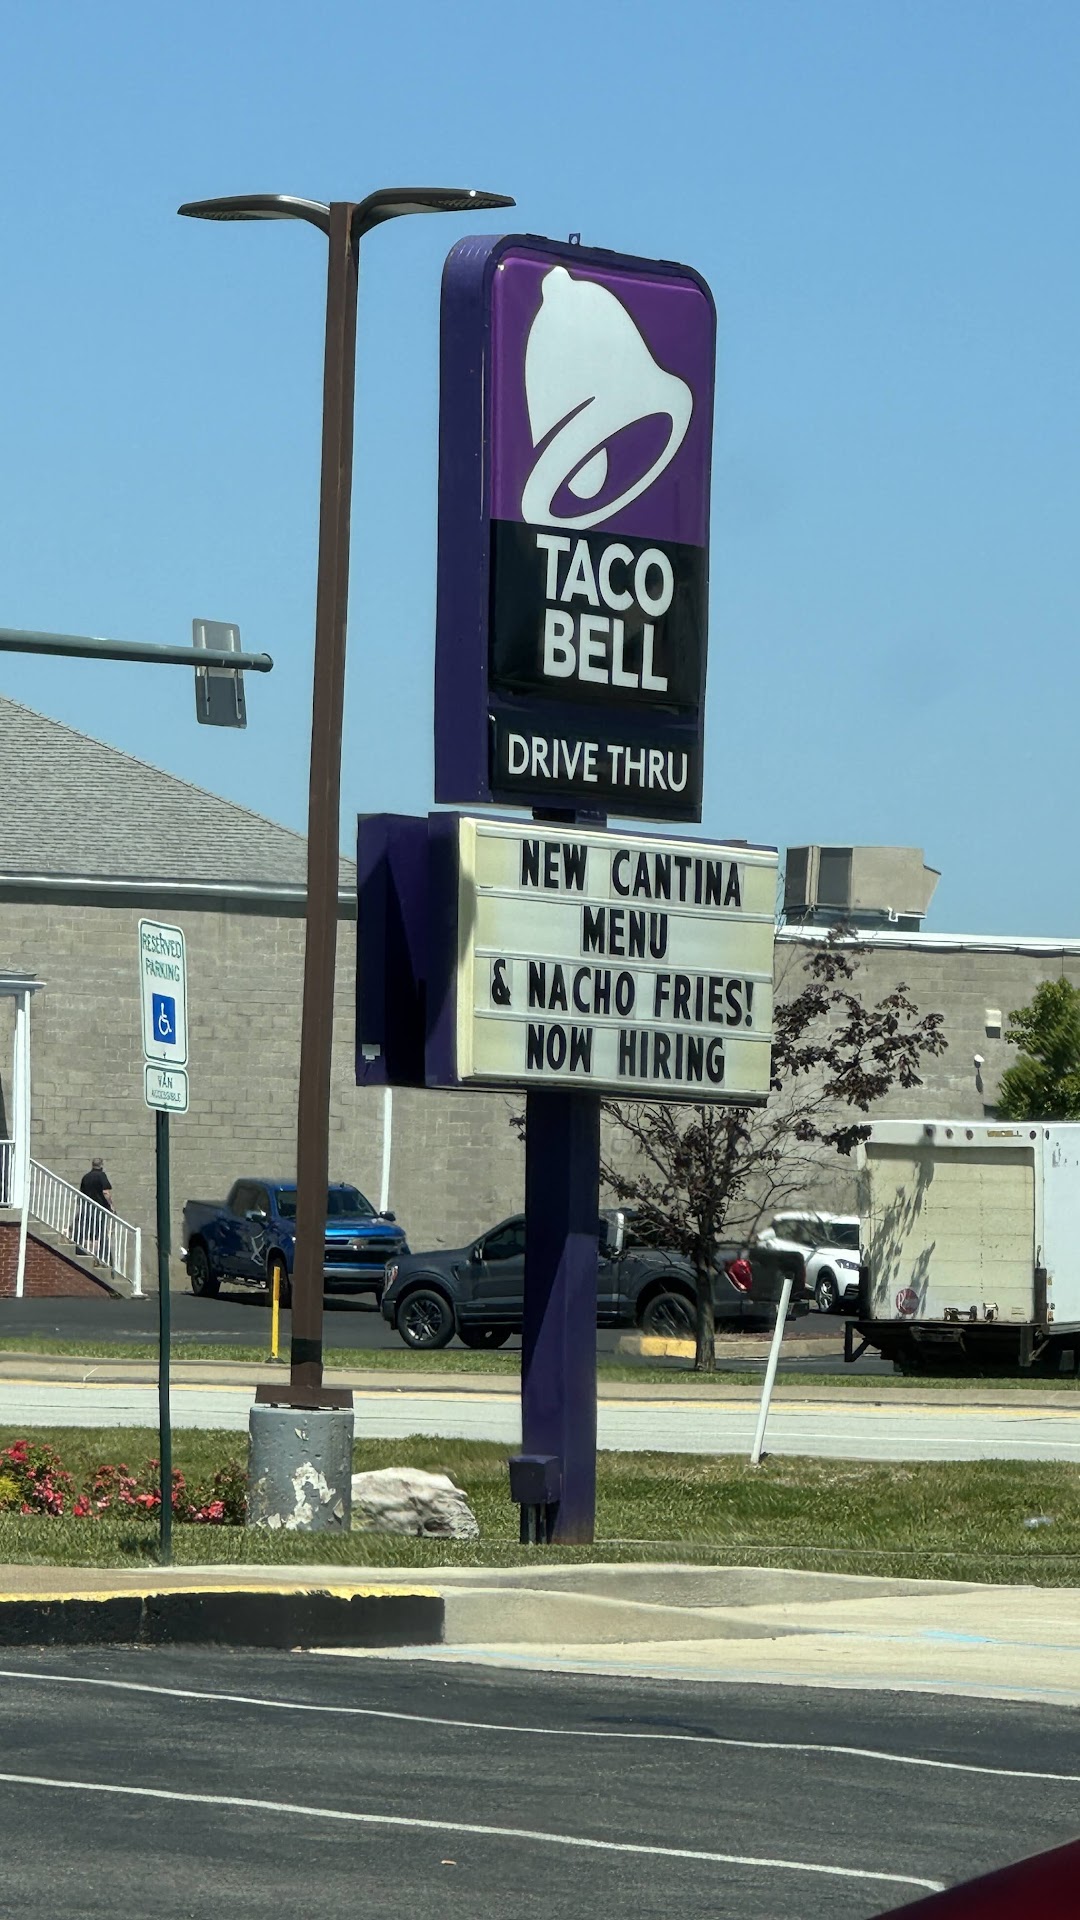 TACO
BELL
DRIVE THRU
NEW CANTINA
MENU
& NACHO FRIES!
NOW HIRING
RESERVED
PARKING
VAN
ACCESSIBLE